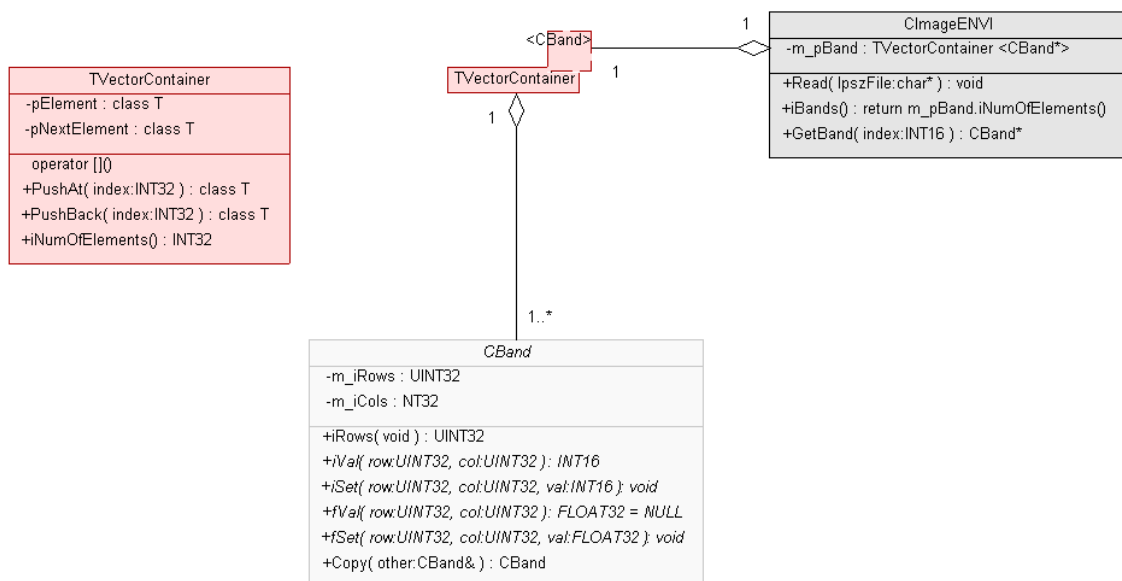 TVectorContainer
-pElement : class T
-pNextElement : class T
operator []()
+PushAt( index:INT32 ) : class T
+PushBack( index:INT32 ) : class T
+iNumOfElements() : INT32
<CBand>
TVectorContainer
1
1
1
1..*
CImageENVI
-m_pBand : TVectorContainer <CBand*>
+Read( lpszFile:char* ) : void
+iBands() : return m_pBand.iNumOfElements()
+GetBand( index:INT16 ) : CBand*
CBand
-m_iRows : UINT32
-m_iCols : NT32
+iRows( void ) : UINT32
+iVal( row:UINT32, col:UINT32 ) : INT16
+iSet( row:UINT32, col:UINT32, val:INT16 ) : void
+fVal( row:UINT32, col:UINT32 ) : FLOAT32 = NULL
+fSet( row:UINT32, col:UINT32, val:FLOAT32 ) : void
+Copy( other:CBand& ) : CBand